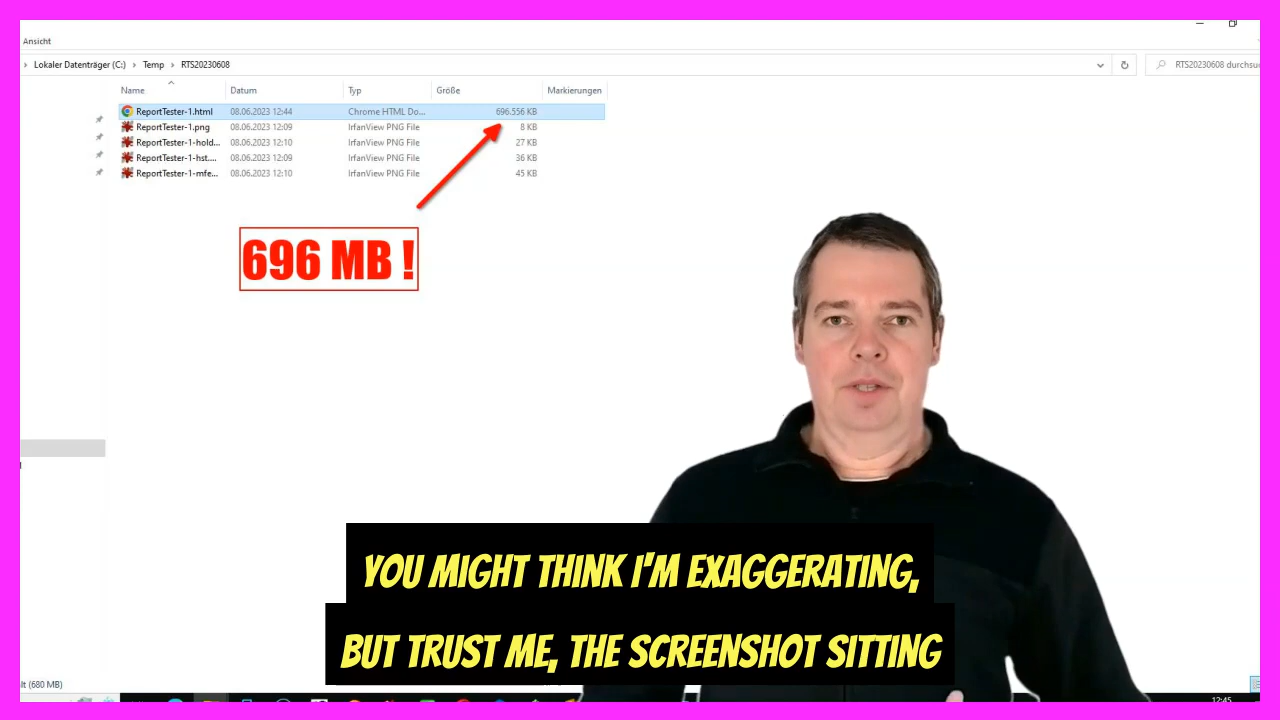 Ansicht
Lokaler Datenträger (C:) > Temp > RTS20230608
RTS20230608 durchsu
Name Datum Typ Größe Markierungen
ReportTester-1.html 08.06.2023 12:44 Chrome HTML Do... 696.556 KB
ReportTester-1.png 08.06.2023 12:09 IrfanView PNG File 8 KB
ReportTester-1-hold... 08.06.2023 12:10 IrfanView PNG File 27 KB
ReportTester-1-hst.... 08.06.2023 12:09 IrfanView PNG File 36 KB
ReportTester-1-mfe... 08.06.2023 12:10 IrfanView PNG File 45 KB
696 MB !
YOU MIGHT THINK I'M EXAGGERATING,
BUT TRUST ME, THE SCREENSHOT SITTING
lt (680 MB)
12:45